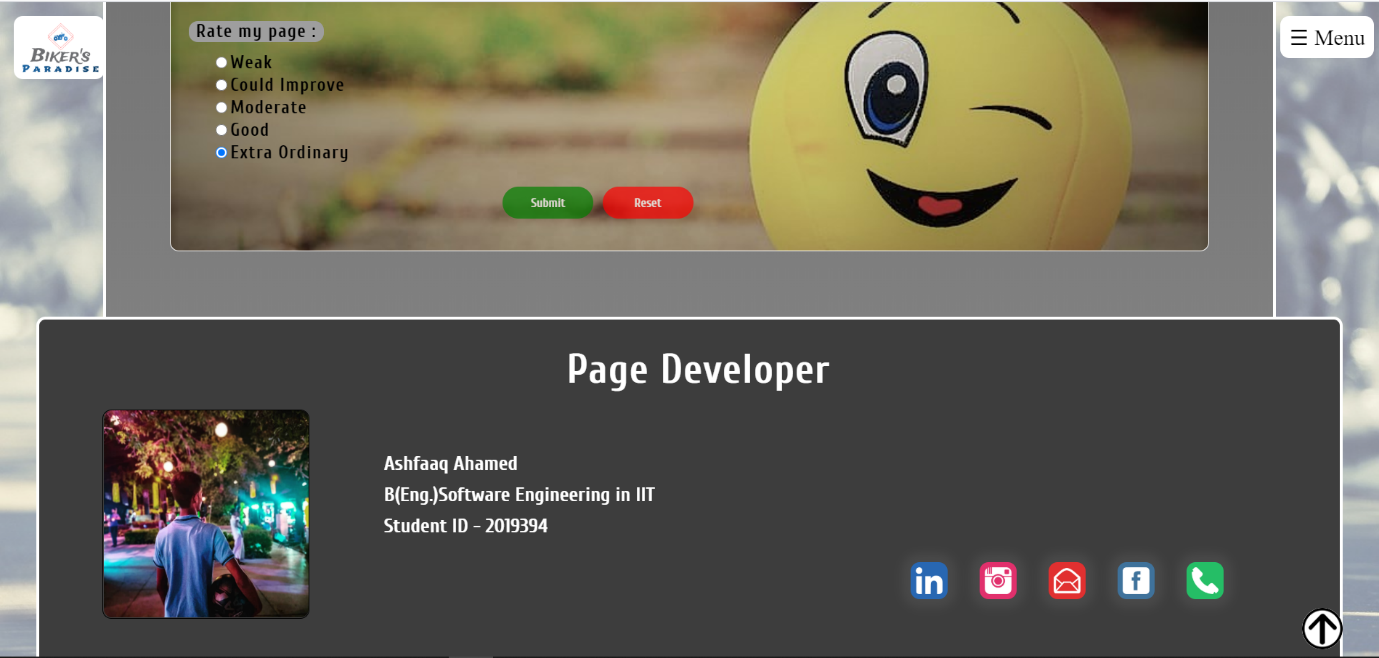 Rate my page :
BIKER'S
PARADISE
☰ Menu
Weak
Could Improve
Moderate
Good
Extra Ordinary
Submit
Reset
Page Developer
Ashfaaq Ahamed
B(Eng.)Software Engineering in IIT
Student ID - 2019394
in
f